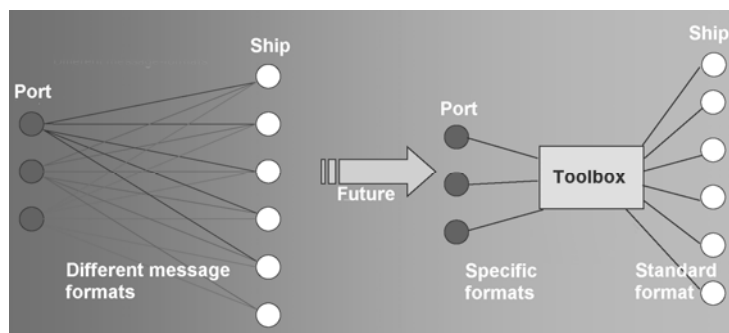 Ship
Port
Different message
formats
Future
Ship
Port
Toolbox
Specific
formats
Standard
format